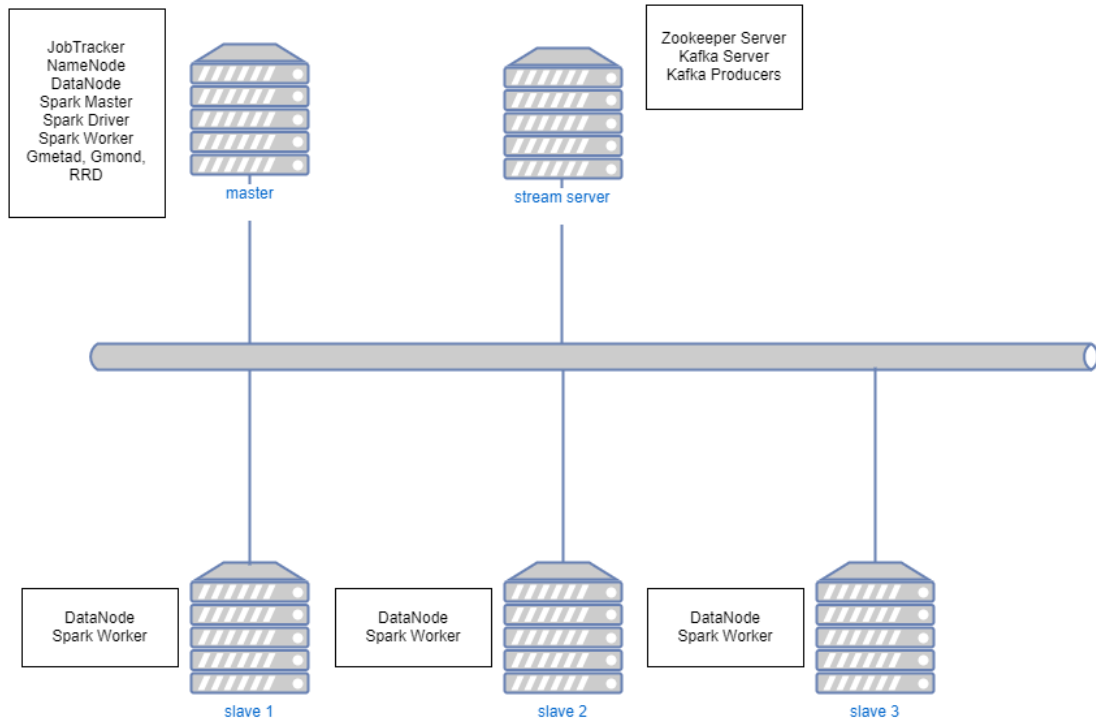 JobTracker
NameNode
DataNode
Spark Master
Spark Driver
Spark Worker
Gmetad, Gmond,
RRD
master
Zookeeper Server
Kafka Server
Kafka Producers
stream server
DataNode
Spark Worker
slave 1
DataNode
Spark Worker
slave 2
DataNode
Spark Worker
slave 3